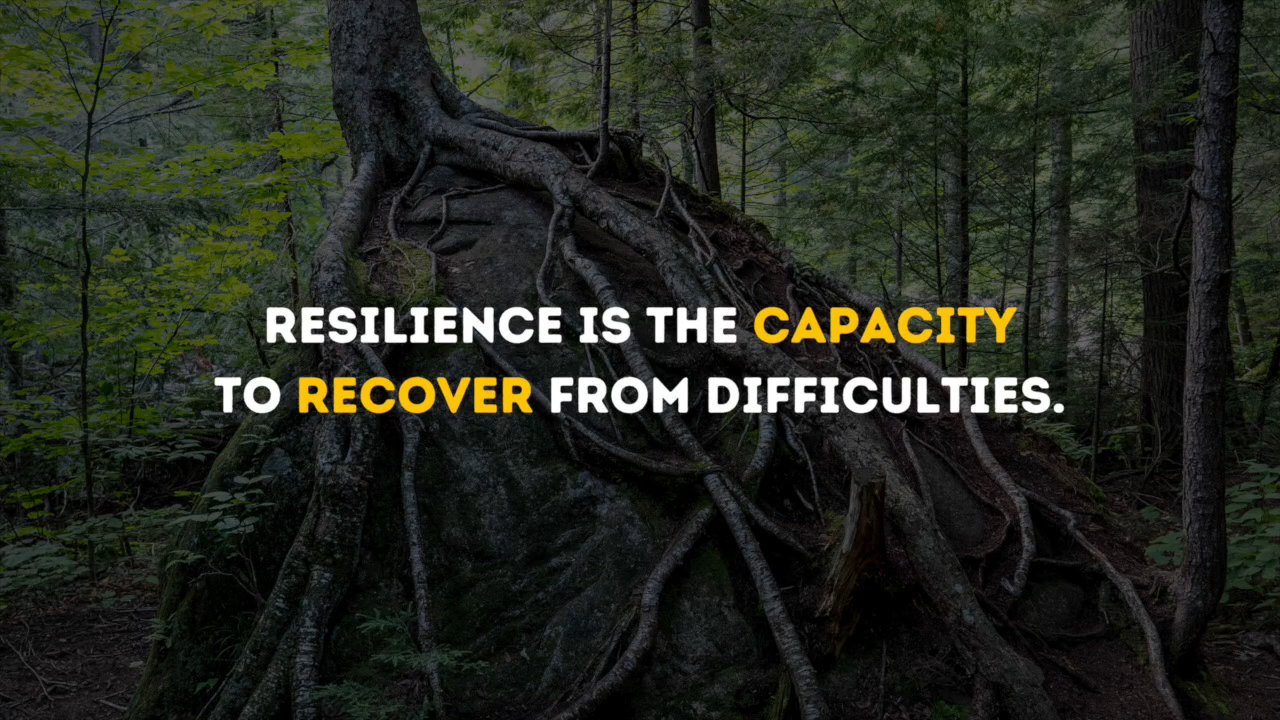 RESILIENCE IS THE CAPACITY
TO RECOVER FROM DIFFICULTIES.